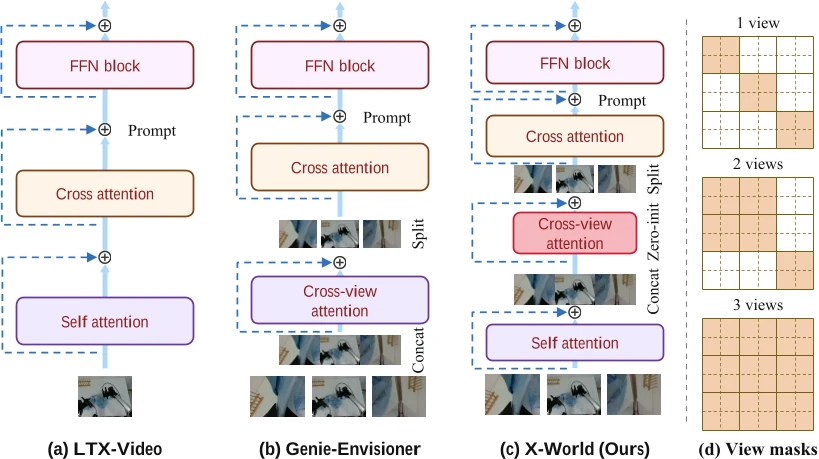 FFN block
Prompt
Cross attention
Self attention
(a) LTX-Video
FFN block
Prompt
Cross attention
Split
Cross-view
attention
Concat
(b) Genie-Envisioner
FFN block
Prompt
Cross attention
Split
Cross-view
attention
Zero-init
Concat
Self attention
(c) X-World (Ours)
1 view
2 views
3 views
(d) View masks